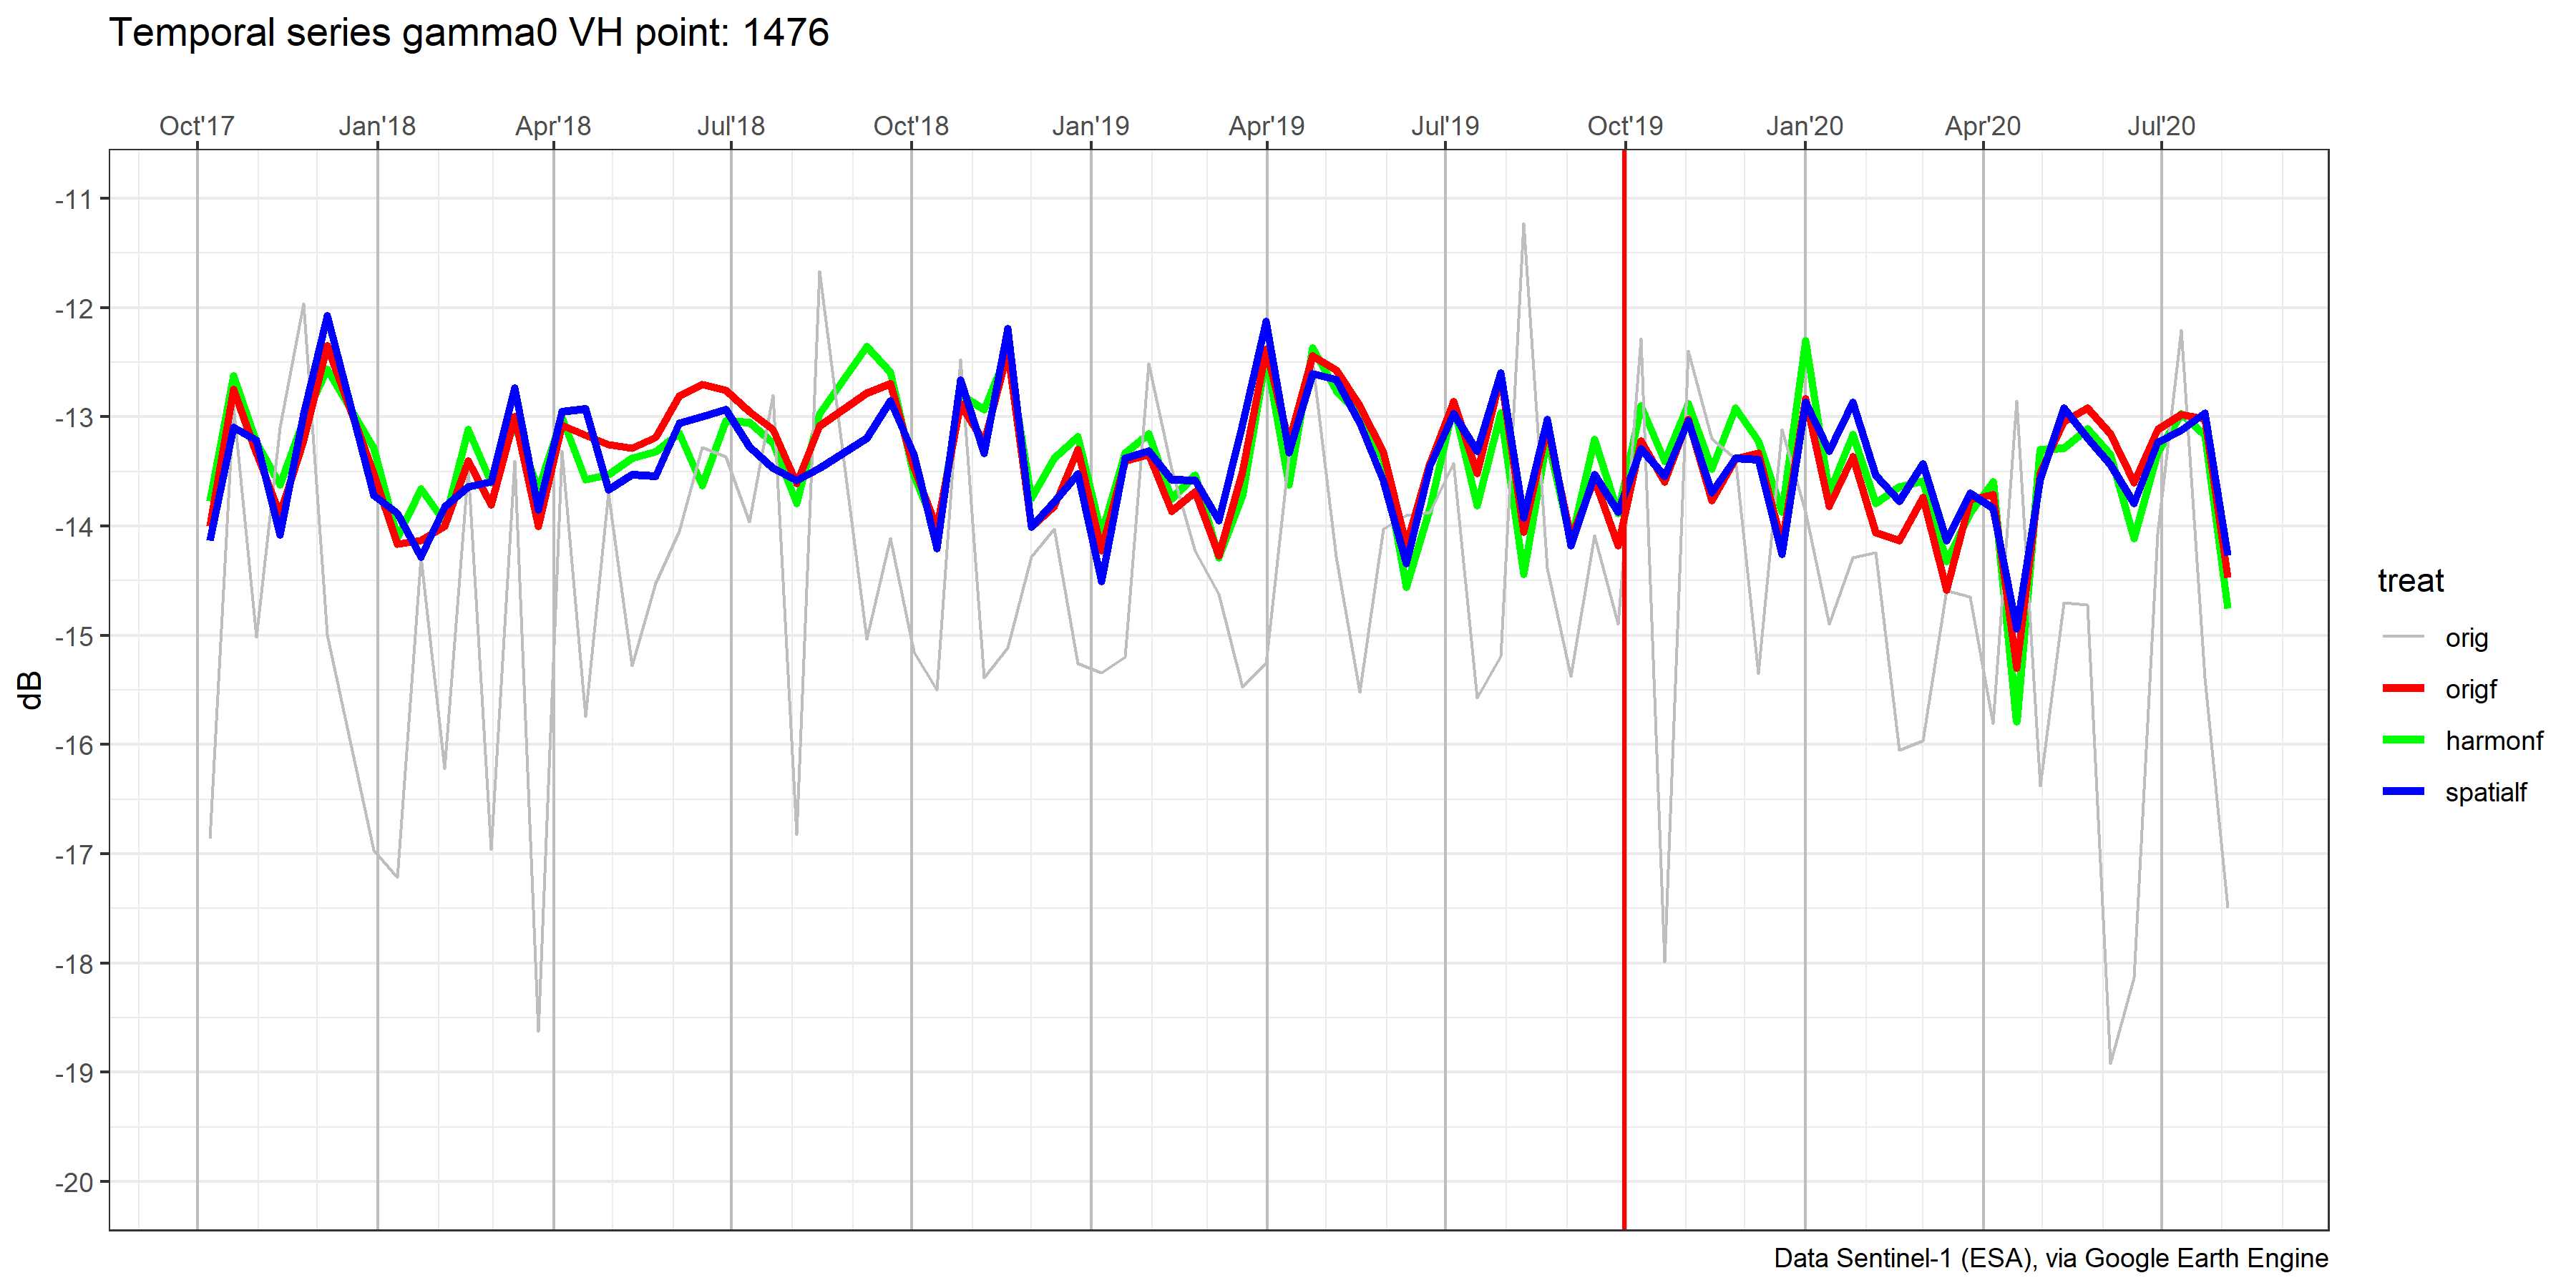 Temporal series gamma0 VH point: 1476
Oct'17 Jan'18 Apr'18 Jul'18 Oct'18 Jan'19 Apr'19 Jul'19 Oct'19 Jan'20 Apr'20 Jul'20
-11
-12
-13
-14
-15
-16
-17
-18
-19
-20
dB
treat
orig
origf
harmonf
spatialf
Data Sentinel-1 (ESA), via Google Earth Engine